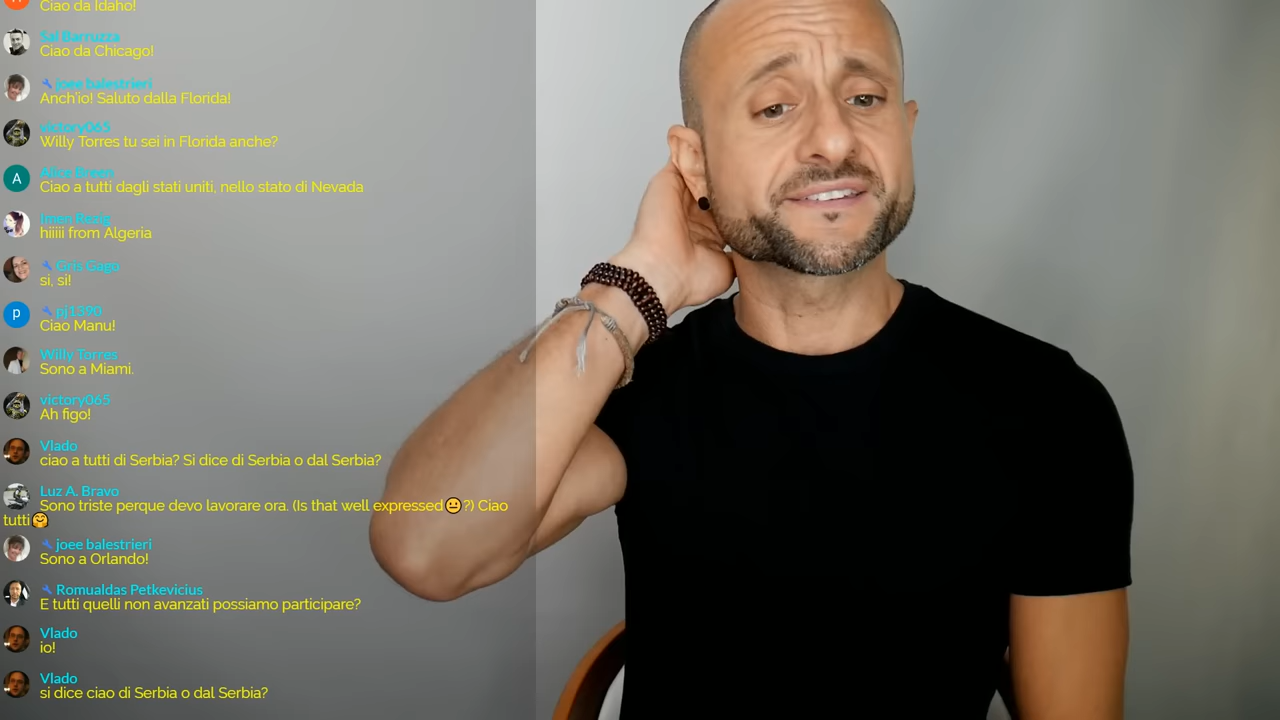 Ciao da Idaho!
Sal Barruzza
Ciao da Chicago!
joee balestrieri
Anch'io! Saluto dalla Florida!
victory065
Willy Torres tu sei in Florida anche?
A
Alice Breen
Ciao a tutti dagli stati uniti, nello stato di Nevada
Imen Rezig
hiiiii from Algeria
Gris Gago
si, si!
p
pj1390
Ciao Manu!
Willy Torres
Sono a Miami.
victory065
Ah figo!
Vlado
ciao a tutti di Serbia? Si dice di Serbia o dal Serbia?
Luz A. Bravo
Sono triste perque devo lavorare ora. (Is that well expressed😐?) Ciao
tutti🤗
joee balestrieri
Sono a Orlando!
Romualdas Petkevicius
E tutti quelli non avanzati possiamo participare?
Vlado
io!
Vlado
si dice ciao di Serbia o dal Serbia?